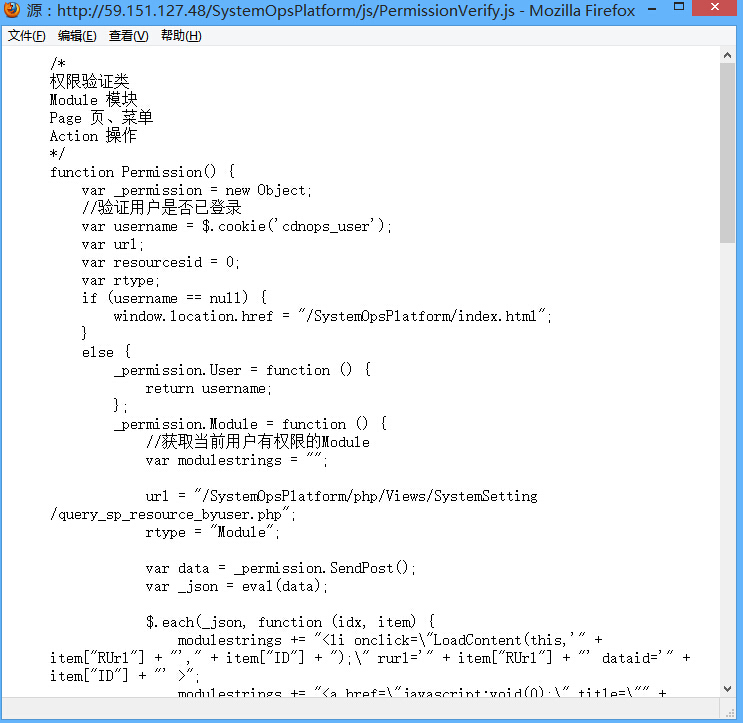 源：http://59.151.127.48/SystemOpsPlatform/js/PermissionVerify.js - Mozilla Firefox
文件(F) 编辑(E) 查看(V) 帮助(H)
/*
权限验证类
Module 模块
Page 页、菜单
Action 操作
*/
function Permission() {
    var _permission = new Object;
    //验证用户是否已登录
    var username = $.cookie('cdnops_user');
    var url;
    var resourcesid = 0;
    var rtype;
    if (username == null) {
        window.location.href = "/SystemOpsPlatform/index.html";
    }
    else {
        _permission.User = function () {
            return username;
        };
        _permission.Module = function () {
            //获取当前用户有权限的Module
            var modulestrings = "";
            url = "/SystemOpsPlatform/php/Views/SystemSetting
/query_sp_resource_byuser.php";
            rtype = "Module";
            var data = _permission.SendPost();
            var _json = eval(data);
            $.each(_json, function (idx, item) {
                modulestrings += "<li onclick=\"LoadContent(this,'" +
item["RUrl"] + "'," + item["ID"] + ");\" rurl='" + item["RUrl"] + "' dataid='" +
item["ID"] + "' >";
                modulestrings += "<a href=\"javascript:void(0);\" title=\"" +